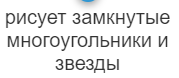 рисует замкнутые
многоугольники и
звезды